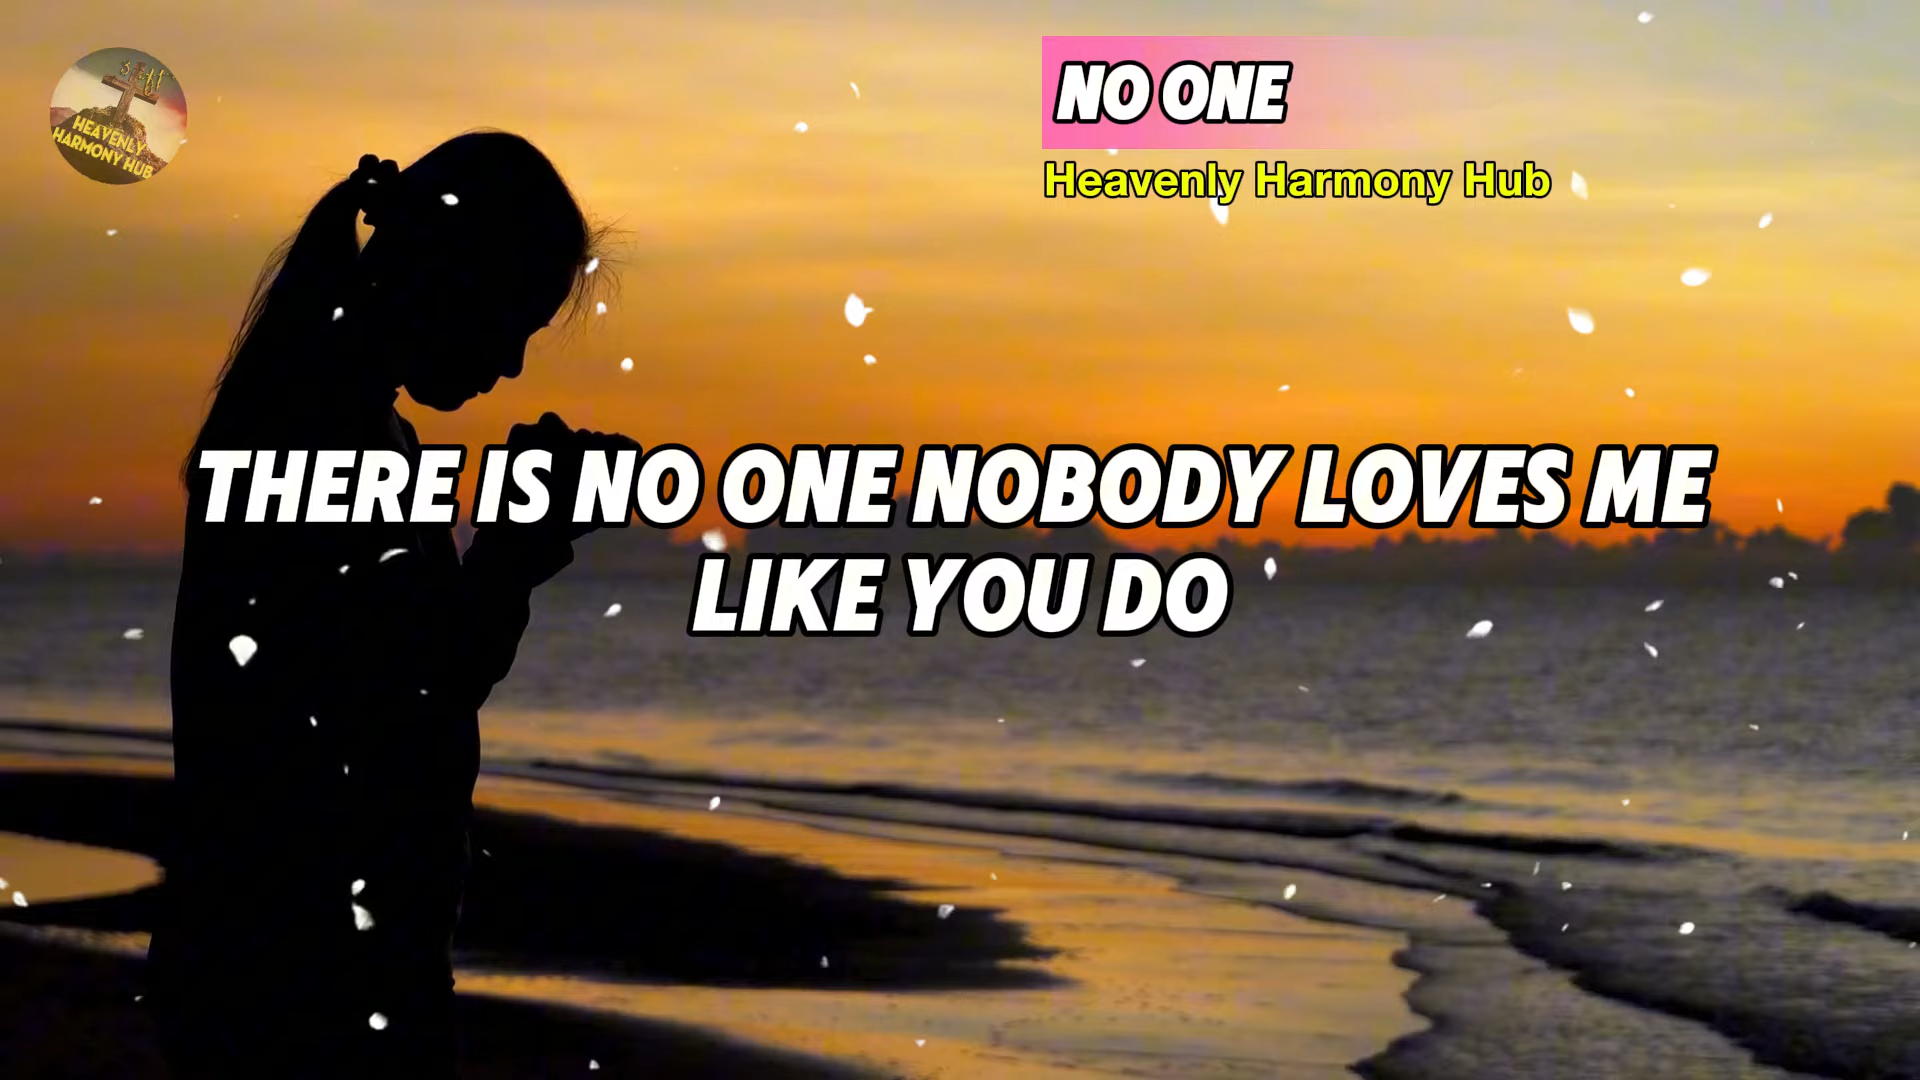 HEAVENLY
HARMONY HUB
NO ONE
Heavenly Harmony Hub
THERE IS NO ONE NOBODY LOVES ME
LIKE YOU DO